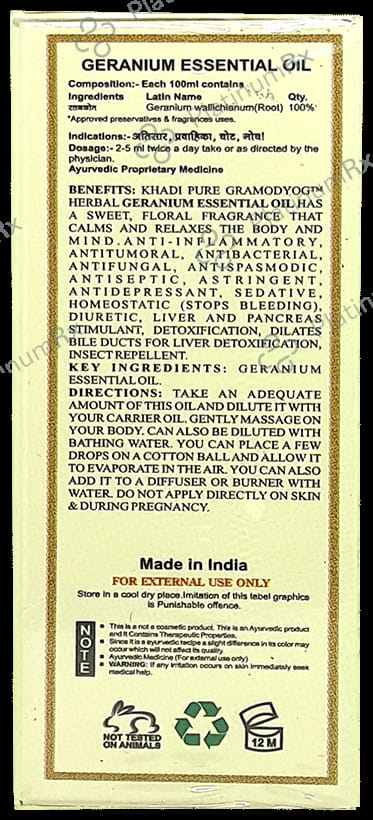 GERANIUM ESSENTIAL OIL
Composition:- Each 100ml contains
Ingredients Latin Name Qty.
Geranium wallichianum(Root) 100%*
*Approved preservatives & fragrances uses.
Indications:- अतिसार, प्रवाहिका, चोट, मोच।
Dosage:- 2-5 ml twice a day take or as directed by the
physician.
Ayurvedic Proprietary Medicine
BENEFITS: KHADI PURE GRAMODYOG™
HERBAL GERANIUM ESSENTIAL OIL HAS
A SWEET, FLORAL FRAGRANCE THAT
CALMS AND RELAXES THE BODY AND
MIND.ANTI-INFLAMMATORY,
ANTITUMORAL, ANTIBACTERIAL,
ANTIFUNGAL, ANTISPASMODIC,
ANTISEPTIC, ASTRINGENT,
ANTIDEPRESSANT, SEDATIVE,
HOMEOSTATIC (STOPS BLEEDING),
DIURETIC, LIVER AND PANCREAS
STIMULANT, DETOXIFICATION, DILATES
BILE DUCTS FOR LIVER DETOXIFICATION,
INSECT REPELLENT.
KEY INGREDIENTS: GERANIUM
ESSENTIAL OIL.
DIRECTIONS: TAKE AN ADEQUATE
AMOUNT OF THIS OIL AND DILUTE IT WITH
YOUR CARRIER OIL. GENTLY MASSAGE ON
YOUR BODY. CAN ALSO BE DILUTED WITH
BATHING WATER. YOU CAN PLACE A FEW
DROPS ON A COTTON BALL AND ALLOW IT
TO EVAPORATE IN THE AIR. YOU CAN ALSO
ADD IT TO A DIFFUSER OR BURNER WITH
WATER. DO NOT APPLY DIRECTLY ON SKIN
& DURING PREGNANCY.
Made in India
FOR EXTERNAL USE ONLY
Store in a cool dry place.Imitation of this label graphics
is Punishable offence.
NOTE
This is a not a cosmetic product. This is an Ayurvedic product
and It Contains Therapeutic Properties.
Since it is a ayurvedic recipe a slight difference in its color may
occur which will not affect its quality.
Ayurvedic Medicine (For external use only)
WARNING: If any irritation occurs on skin immediately seek
medical help.
NOT TESTED
ON ANIMALS
12 M
PlatinumRx